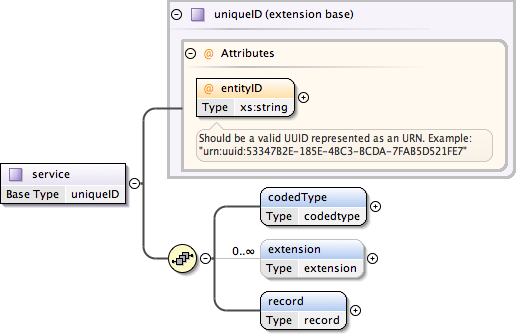 uniqueID (extension base)
@ Attributes
@ entityID
Type xs:string
Should be a valid UUID represented as an URN. Example:
"urn:uuid:53347B2E-185E-4BC3-BCDA-7FAB5D521FE7"
service
Base Type uniqueID
codedType
Type codedtype
0..∞
extension
Type extension
record
Type record